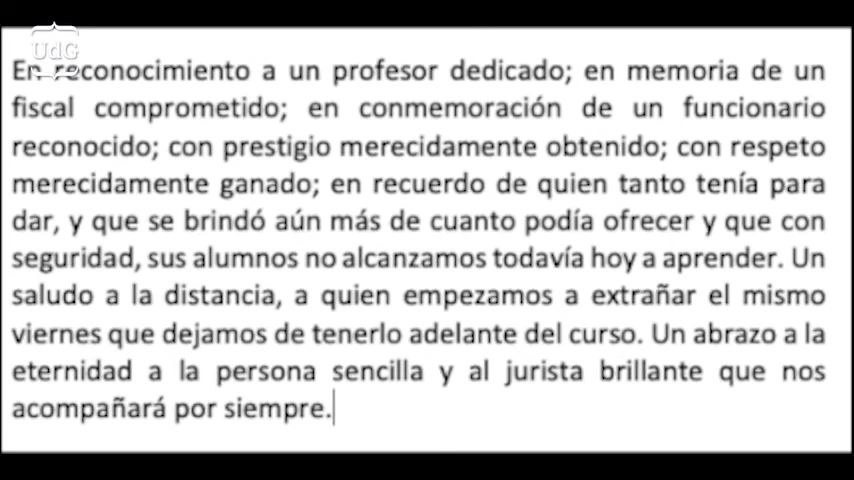 UdG
En reconocimiento a un profesor dedicado; en memoria de un
fiscal comprometido; en conmemoración de un funcionario
reconocido; con prestigio merecidamente obtenido; con respeto
merecidamente ganado; en recuerdo de quien tanto tenía para
dar, y que se brindó aún más de cuanto podía ofrecer y que con
seguridad, sus alumnos no alcanzamos todavía hoy a aprender. Un
saludo a la distancia, a quien empezamos a extrañar el mismo
viernes que dejamos de tenerlo adelante del curso. Un abrazo a la
eternidad a la persona sencilla y al jurista brillante que nos
acompañará por siempre.